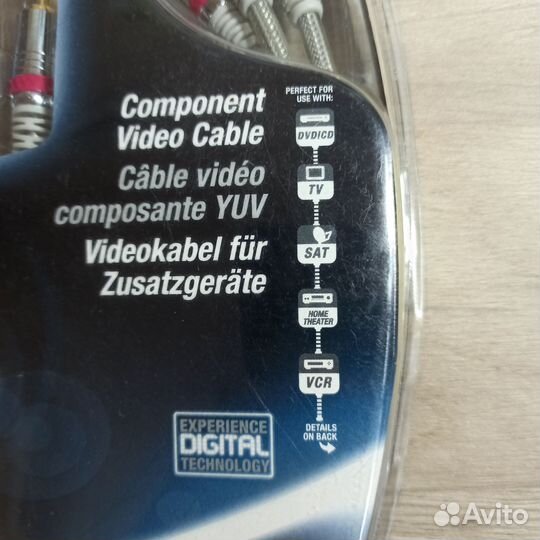 Component
Video Cable
Câble vidéo
composante YUV
Videokabel für
Zusatzgeräte
PERFECT FOR
USE WITH:
DVD/CD
TV
SAT
HOME
THEATER
VCR
DETAILS
ON BACK
EXPERIENCE
DIGITAL
TECHNOLOGY
Avito